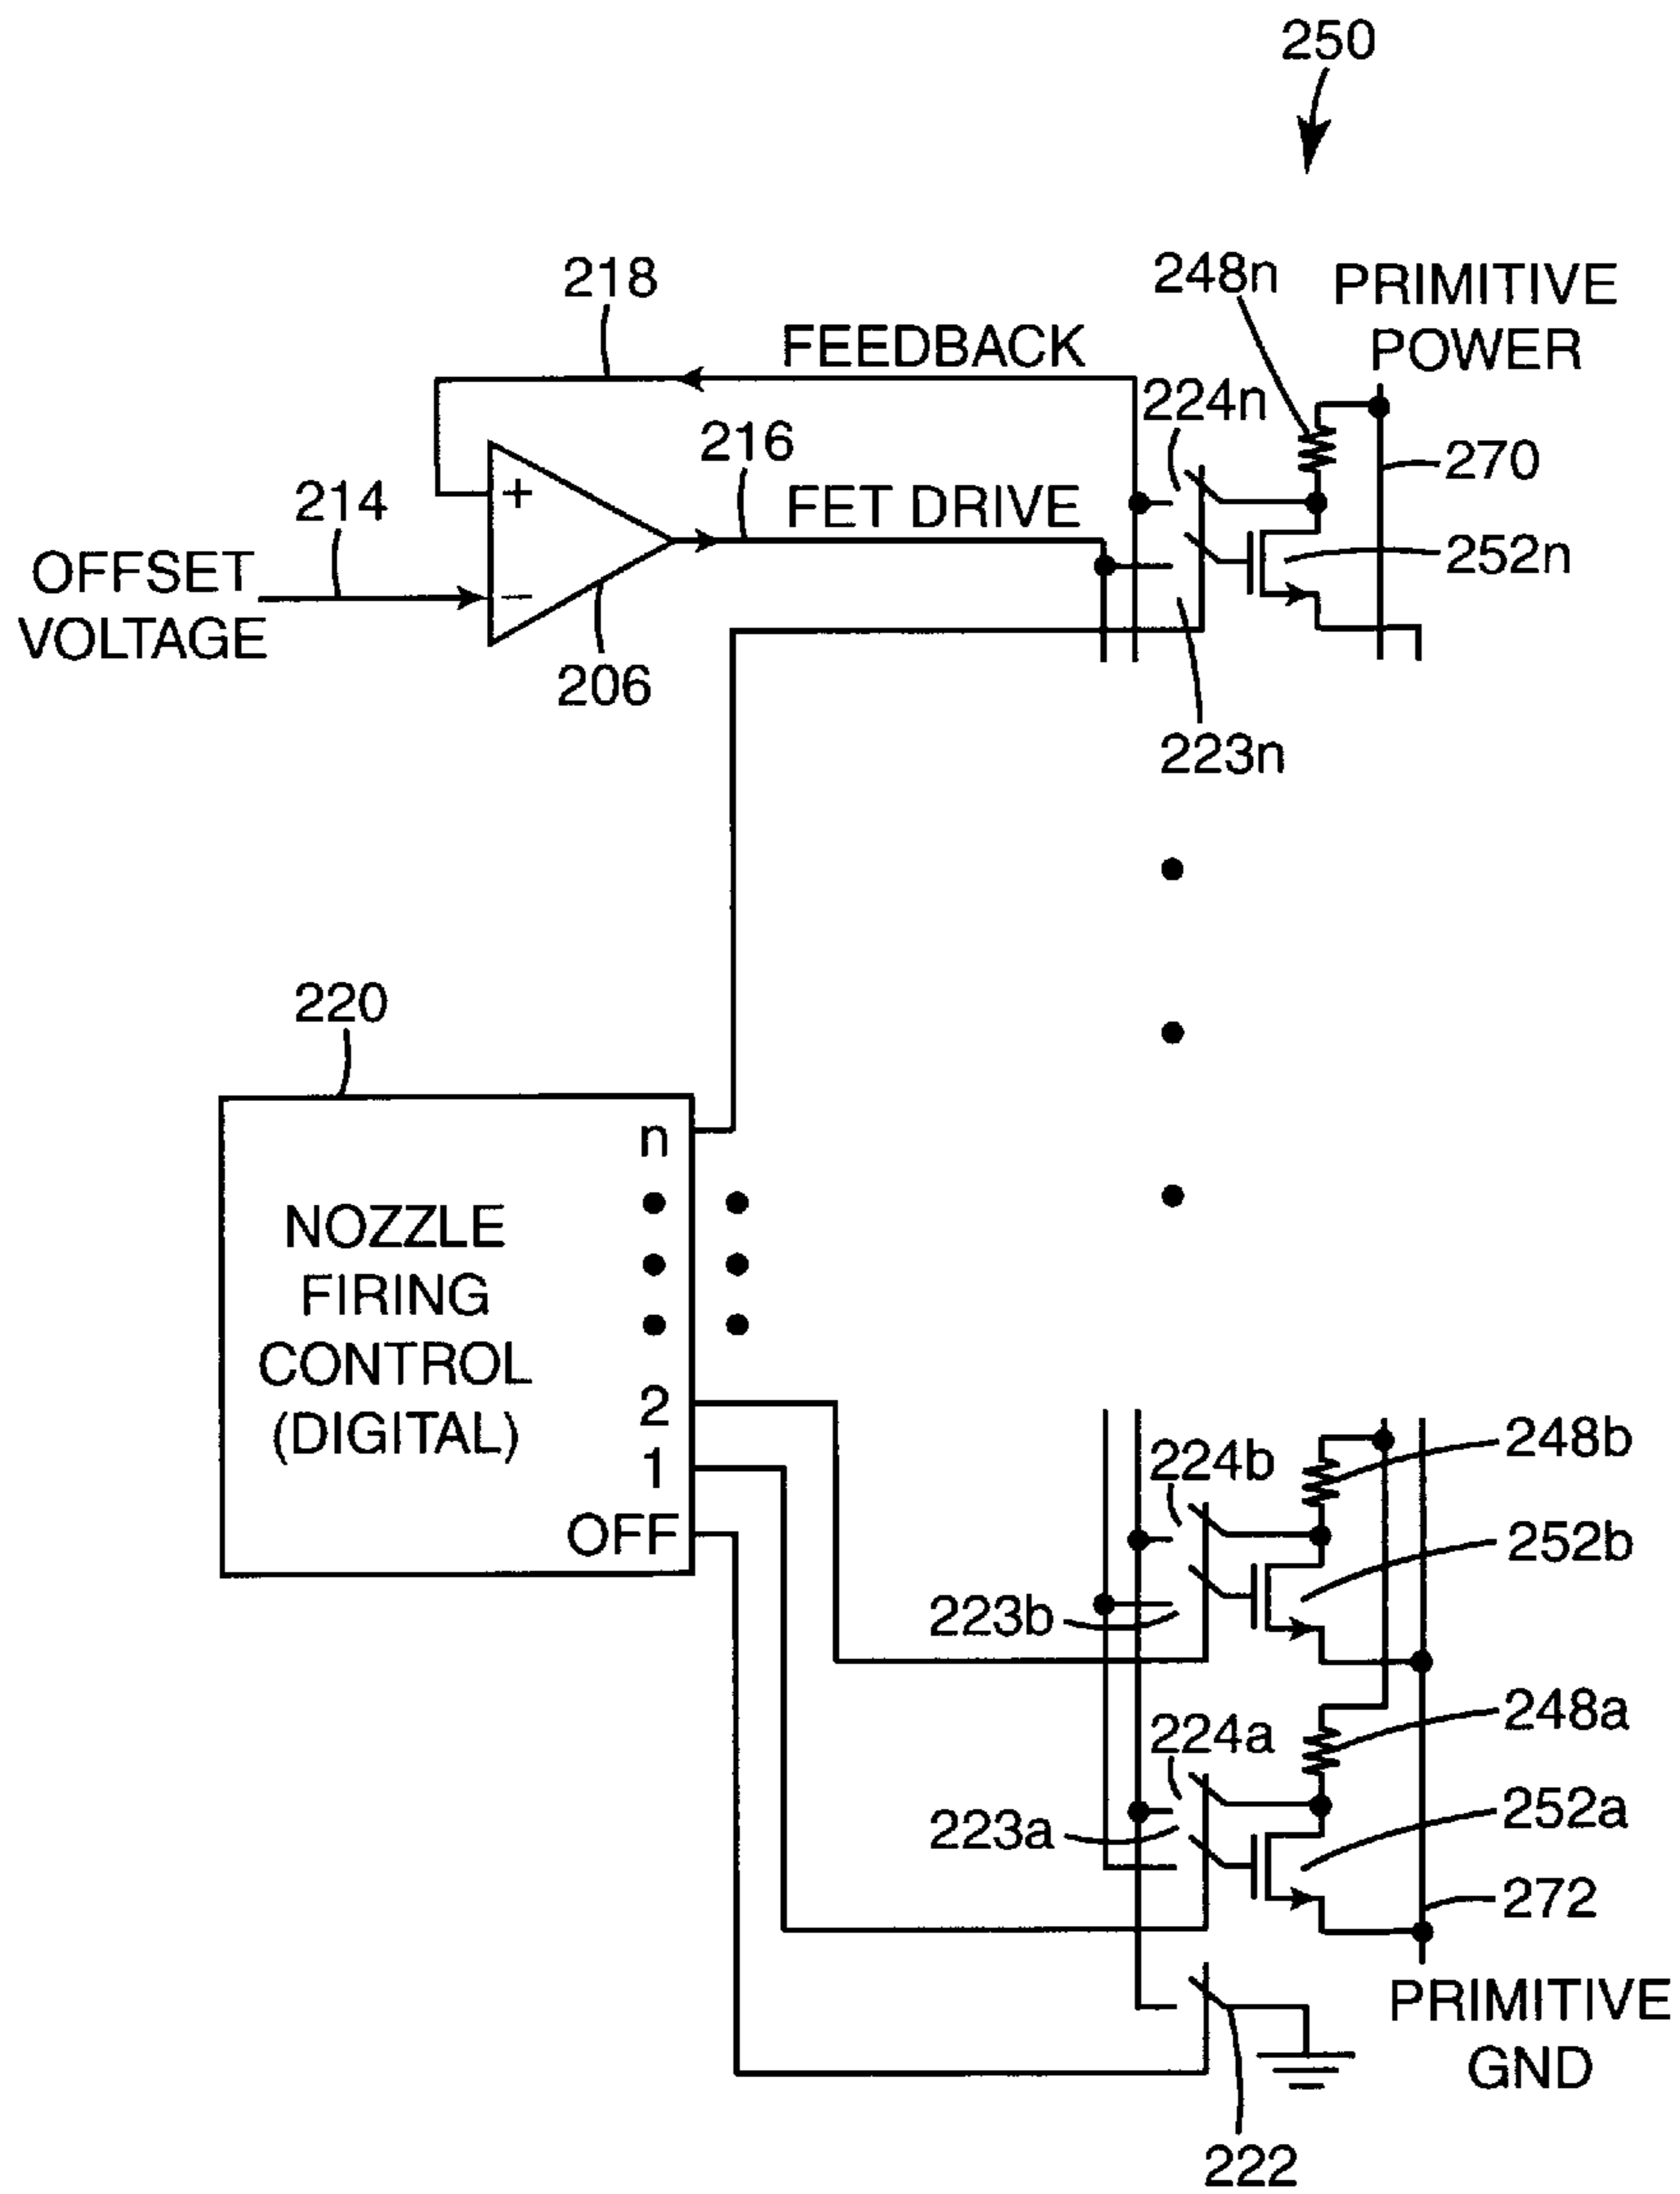 250
218
248n
PRIMITIVE
POWER
FEEDBACK
224n
216
270
214
+
FET DRIVE
OFFSET
VOLTAGE
−
252n
206
223n
220
n
NOZZLE
FIRING
CONTROL
(DIGITAL)
2
1
OFF
224b
248b
252b
223b
248a
224a
223a
252a
272
PRIMITIVE
GND
222